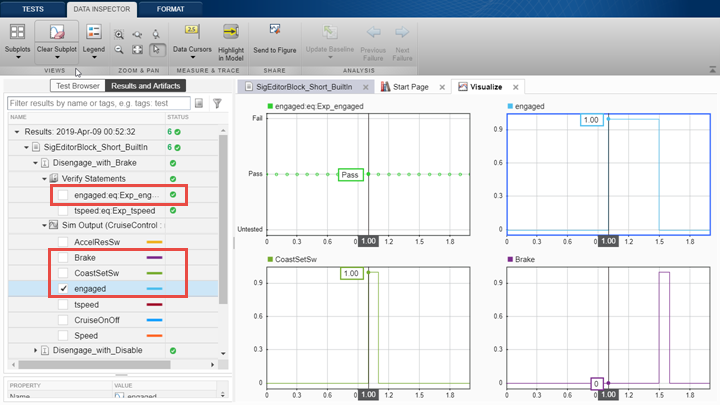 TESTS DATA INSPECTOR FORMAT
Subplots Clear Subplot Legend Data Cursors Highlight in Model Send to Figure Update Baseline Previous Failure Next Failure
VIEWS ZOOM & PAN MEASURE & TRACE SHARE ANALYSIS
Test Browser Results and Artifacts
Filter results by name or tags, e.g. tags: test
NAME STATUS
Results: 2019-Apr-09 00:52:32 6
SigEditorBlock_Short_BuiltIn 6
Disengage_with_Brake
Verify Statements
engaged:eq:Exp_eng...
tspeed:eq:Exp_tspeed
Sim Output (CruiseControl :
AccelResSw
Brake
CoastSetSw
engaged
tspeed
CruiseOnOff
Speed
Disengage_with_Disable
PROPERTY VALUE
Name engaged
SigEditorBlock_Short_BuiltIn Start Page Visualize
engaged:eq:Exp_engaged
Fail
Pass
Pass
Untested
0 0.3 0.6 1.00 1.2 1.5 1.8
engaged
1.00
0.9
0.6
0.3
0
0 0.5 1.00 1.5 2.0
CoastSetSw
1.00
0.9
0.6
0.3
0
0 0.3 0.6 1.00 1.2 1.5 1.8
Brake
0.9
0.6
0.3
0
0
0 0.3 0.6 1.00 1.2 1.5 1.8